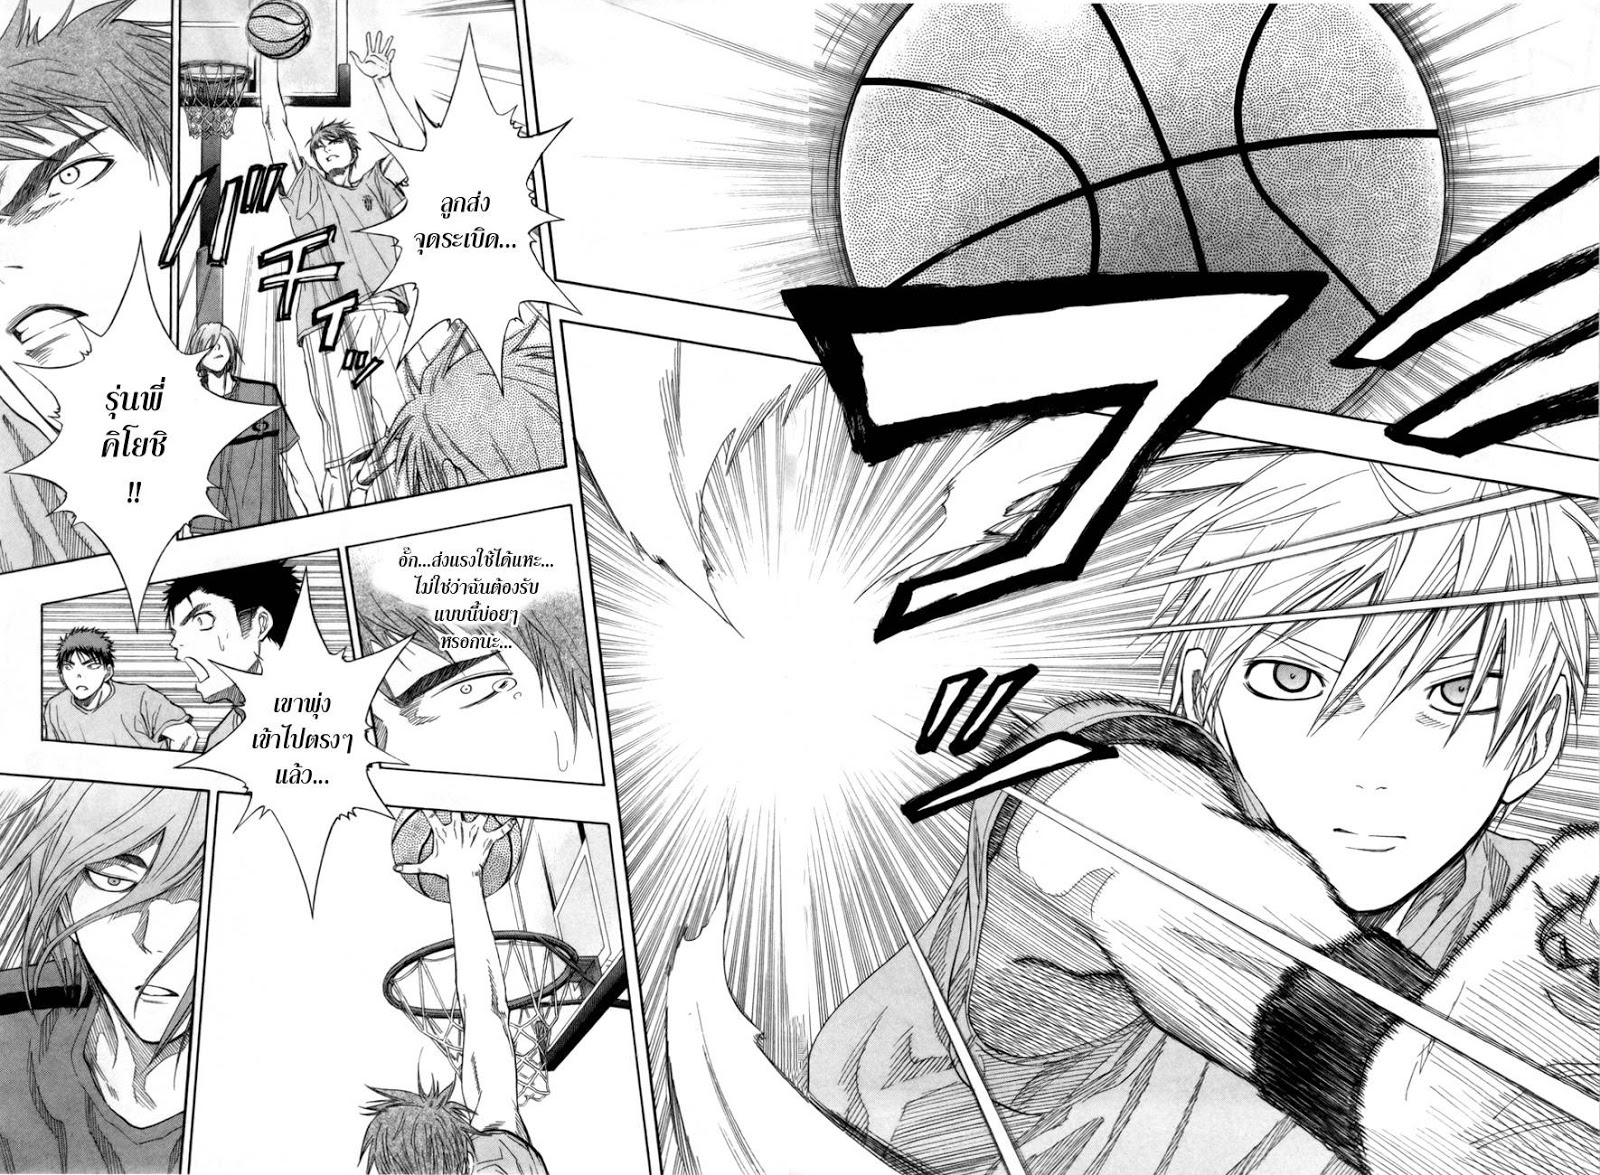 ลูกส่ง
จุดระเบิด...
รุ่นพี่
คิโยชิ
!!
อั๊ก...ส่งแรงใช้ได้แหะ...
ไม่ใช่ว่าฉันต้องรับ
แบบนี้บ่อยๆ
หรอกนะ...
เขาพุ่ง
เข้าไปตรงๆ
แล้ว...